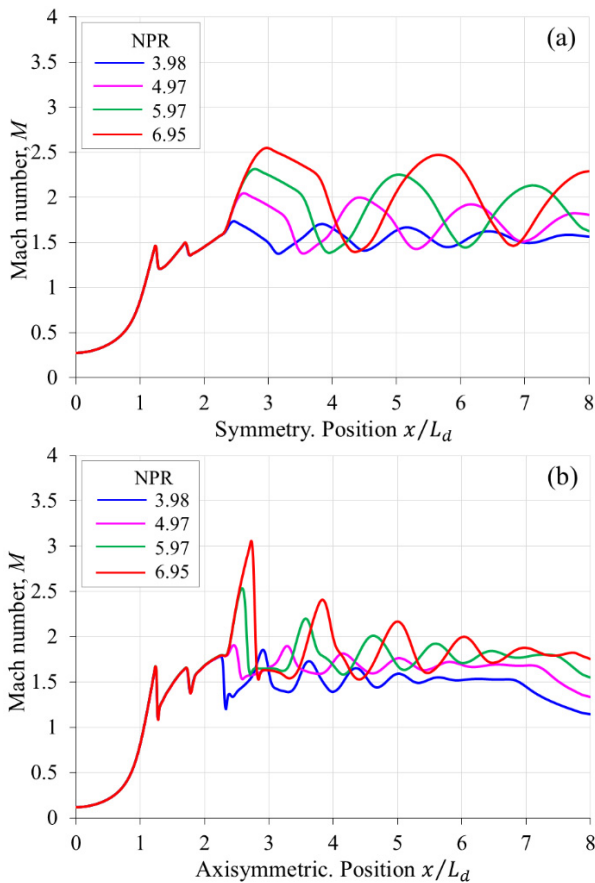 (a)
NPR
3.98
4.97
5.97
6.95
Mach number, M
4
3.5
3
2.5
2
1.5
1
0.5
0
0 1 2 3 4 5 6 7 8
Symmetry. Position x/L_d
(b)
NPR
3.98
4.97
5.97
6.95
Mach number, M
4
3.5
3
2.5
2
1.5
1
0.5
0
0 1 2 3 4 5 6 7 8
Axisymmetric. Position x/L_d